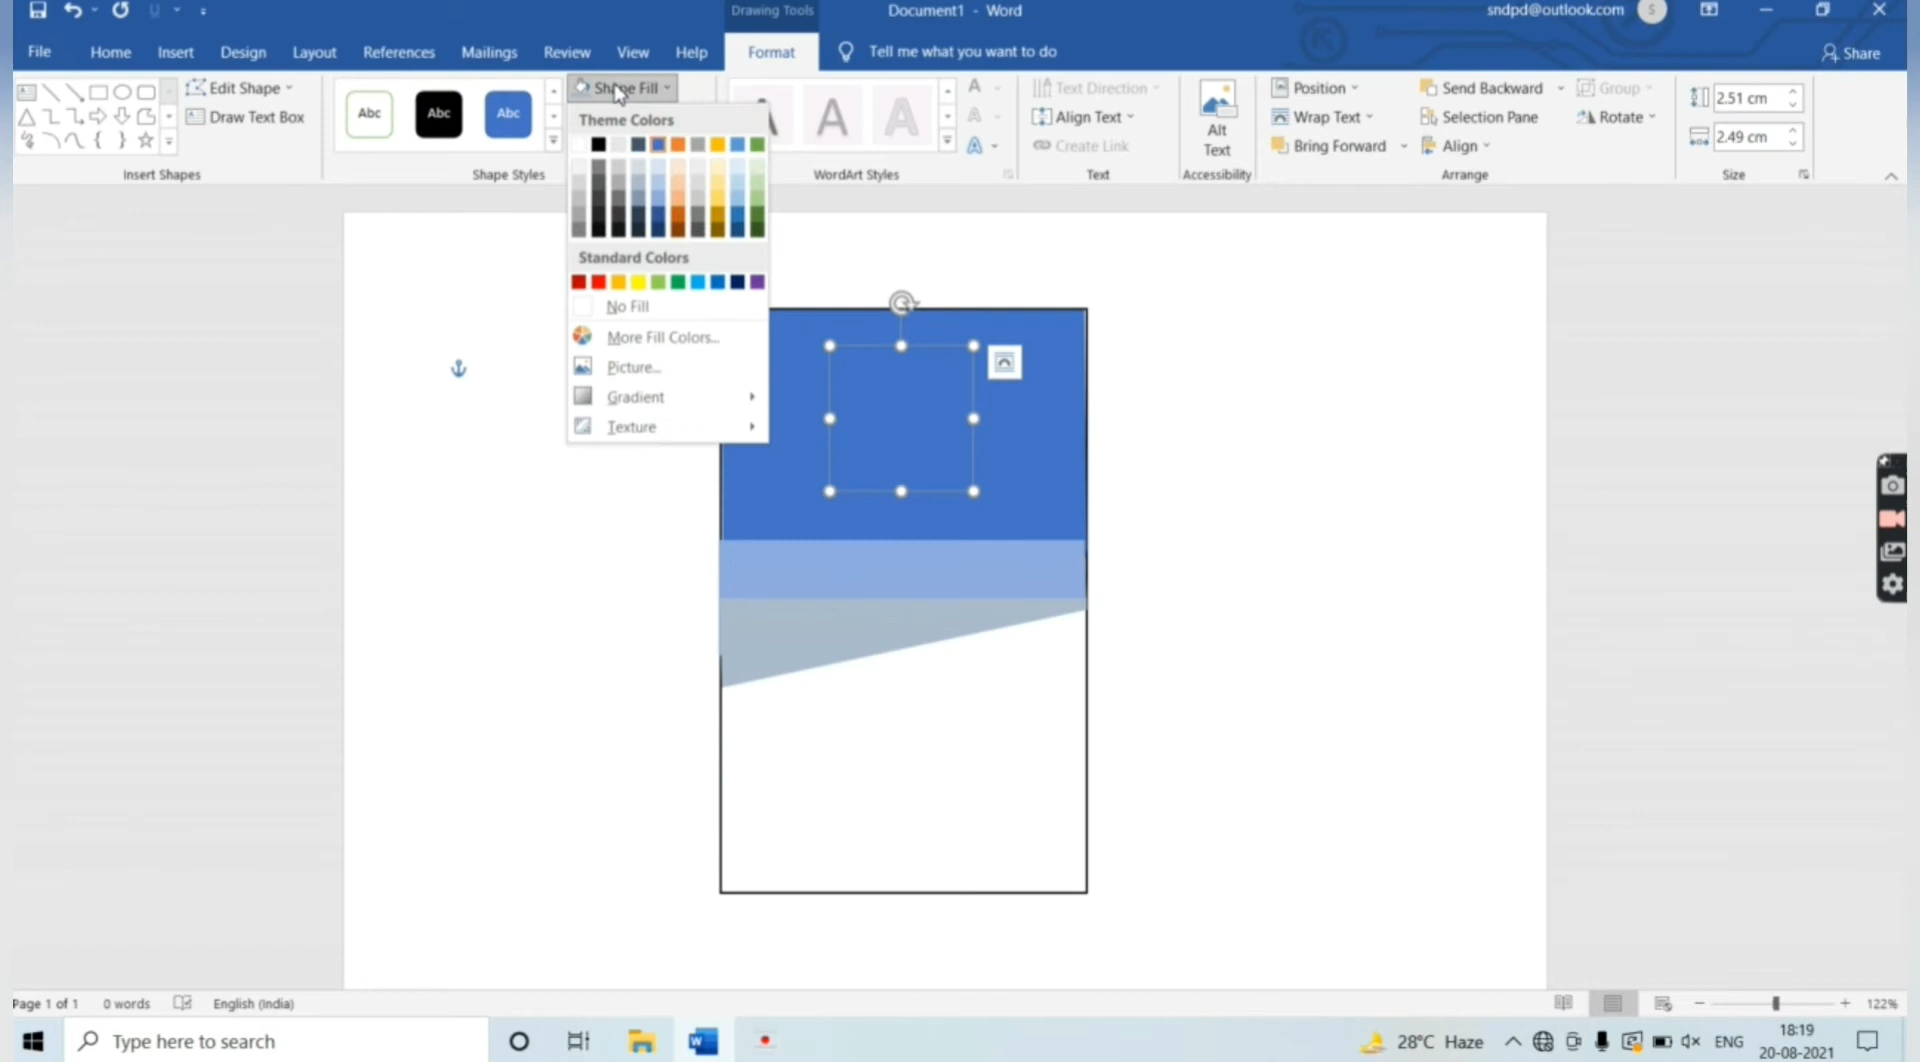 Drawing Tools
Document1 - Word
sndpd@outlook.com
S
File
Home
Insert
Design
Layout
References
Mailings
Review
View
Help
Format
Tell me what you want to do
Share
Edit Shape
Draw Text Box
Insert Shapes
Abc
Abc
Abc
Shape Styles
Shape Fill
WordArt Styles
Text Direction
Align Text
Create Link
Text
Alt
Text
Accessibility
Position
Wrap Text
Bring Forward
Send Backward
Selection Pane
Align
Group
Rotate
Arrange
2.51 cm
2.49 cm
Size
Theme Colors
Standard Colors
No Fill
More Fill Colors...
Picture...
Gradient
Texture
Page 1 of 1
0 words
English (India)
122%
Type here to search
28°C Haze
ENG
18:19
20-08-2021